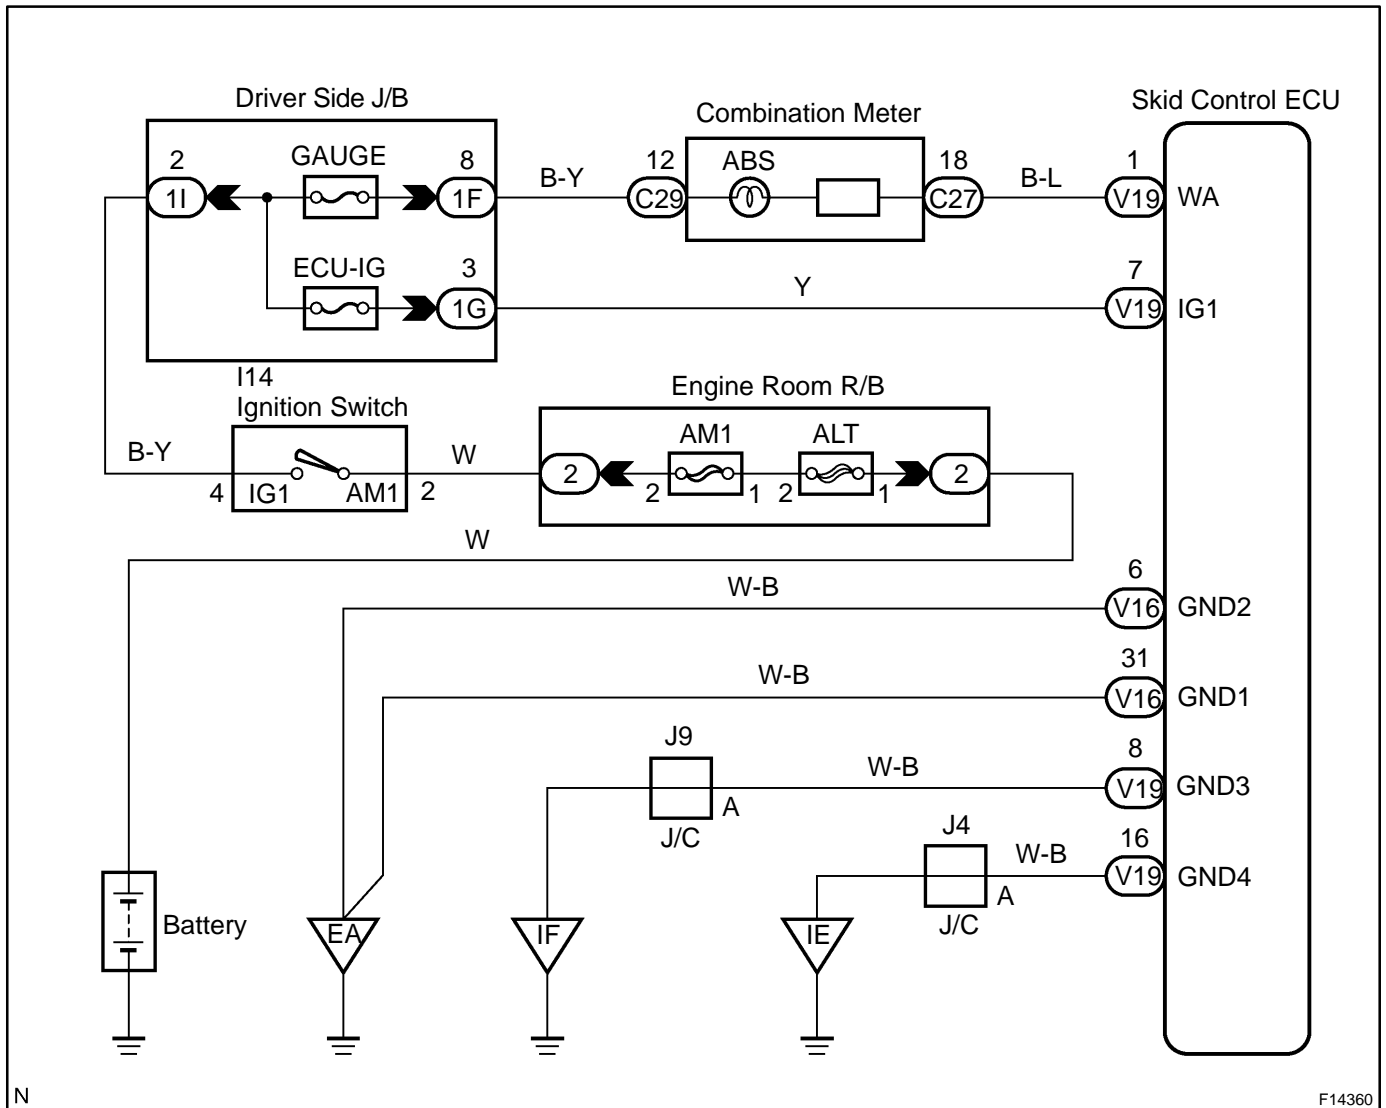 Driver Side J/B
Combination Meter
Skid Control ECU
2
GAUGE
8
B-Y
12
ABS
18
B-L
1
1I
1F
C29
C27
V19
WA
ECU-IG
3
Y
7
1G
V19
IG1
I14
Ignition Switch
Engine Room R/B
B-Y
W
AM1
ALT
2
2
4
IG1
AM1
2
2
1
2
1
W
W-B
6
V16
GND2
W-B
31
V16
GND1
J9
W-B
8
V19
GND3
A
J/C
J4
W-B
16
V19
GND4
A
J/C
Battery
EA
IF
IE
N
F14360